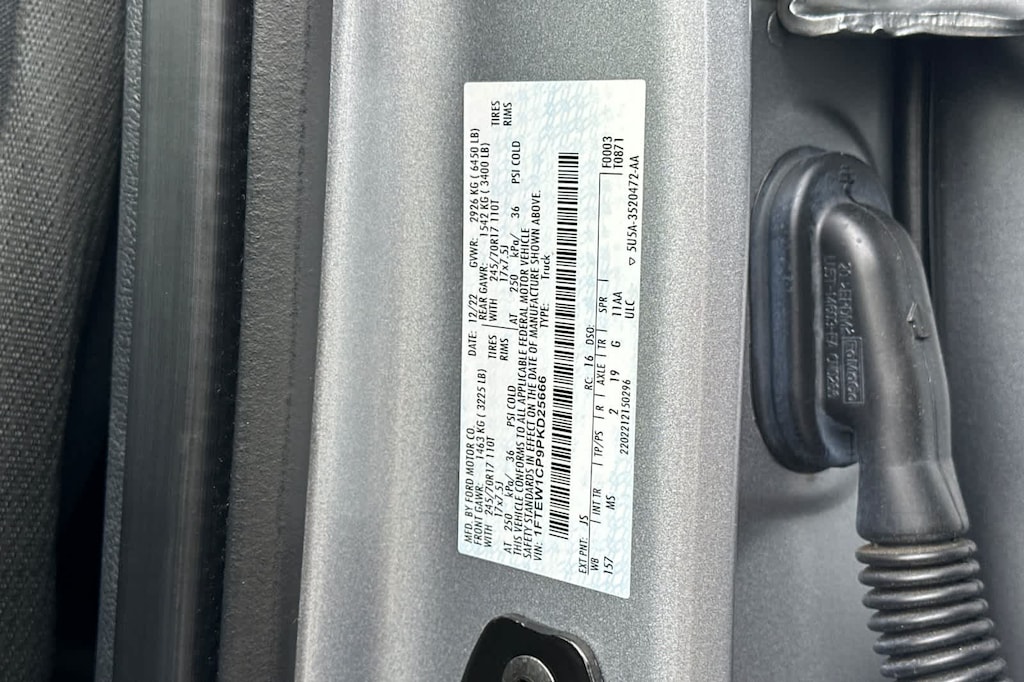 MFD. BY FORD MOTOR CO.
DATE: 12/22 GVWR: 2926 KG ( 6450 LB)
FRONT GAWR: 1463 KG ( 3225 LB)
REAR GAWR: 1542 KG ( 3400 LB)
WITH 245/70R17 110T TIRES
WITH 245/70R17 110T TIRES
17x7.5J RIMS
17x7.5J RIMS
AT 250 kPa/ 36 PSI COLD
AT 250 kPa/ 36 PSI COLD
THIS VEHICLE CONFORMS TO ALL APPLICABLE FEDERAL MOTOR VEHICLE
SAFETY STANDARDS IN EFFECT ON THE DATE OF MANUFACTURE SHOWN ABOVE.
VIN: 1FTEW1CP9PKD25666 TYPE: Truck
EXT PNT: JS RC: 16 DSO: F0003
T0871
WB INT TR TP/PS R AXLE TR SPR
157 MS 2 19 G 11AA
ULC
2202212150296
5U5A-3520472-AA